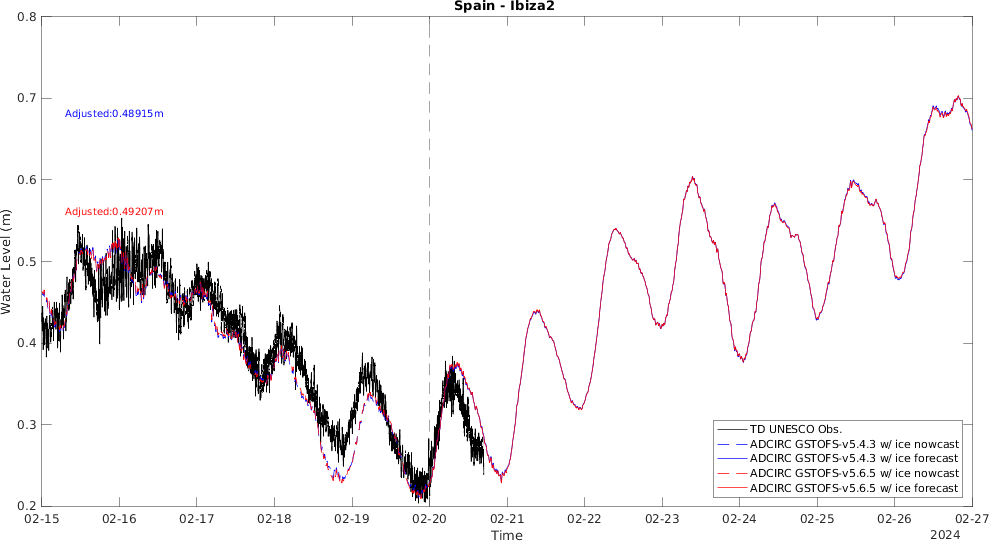 Spain - Ibiza2
0.8
0.7
0.6
0.5
0.4
0.3
0.2
Water Level (m)
Adjusted:0.48915m
Adjusted:0.49207m
TD UNESCO Obs.
ADCIRC GSTOFS-v5.4.3 w/ ice nowcast
ADCIRC GSTOFS-v5.4.3 w/ ice forecast
ADCIRC GSTOFS-v5.6.5 w/ ice nowcast
ADCIRC GSTOFS-v5.6.5 w/ ice forecast
02-15 02-16 02-17 02-18 02-19 02-20 02-21 02-22 02-23 02-24 02-25 02-26 02-27
Time
2024